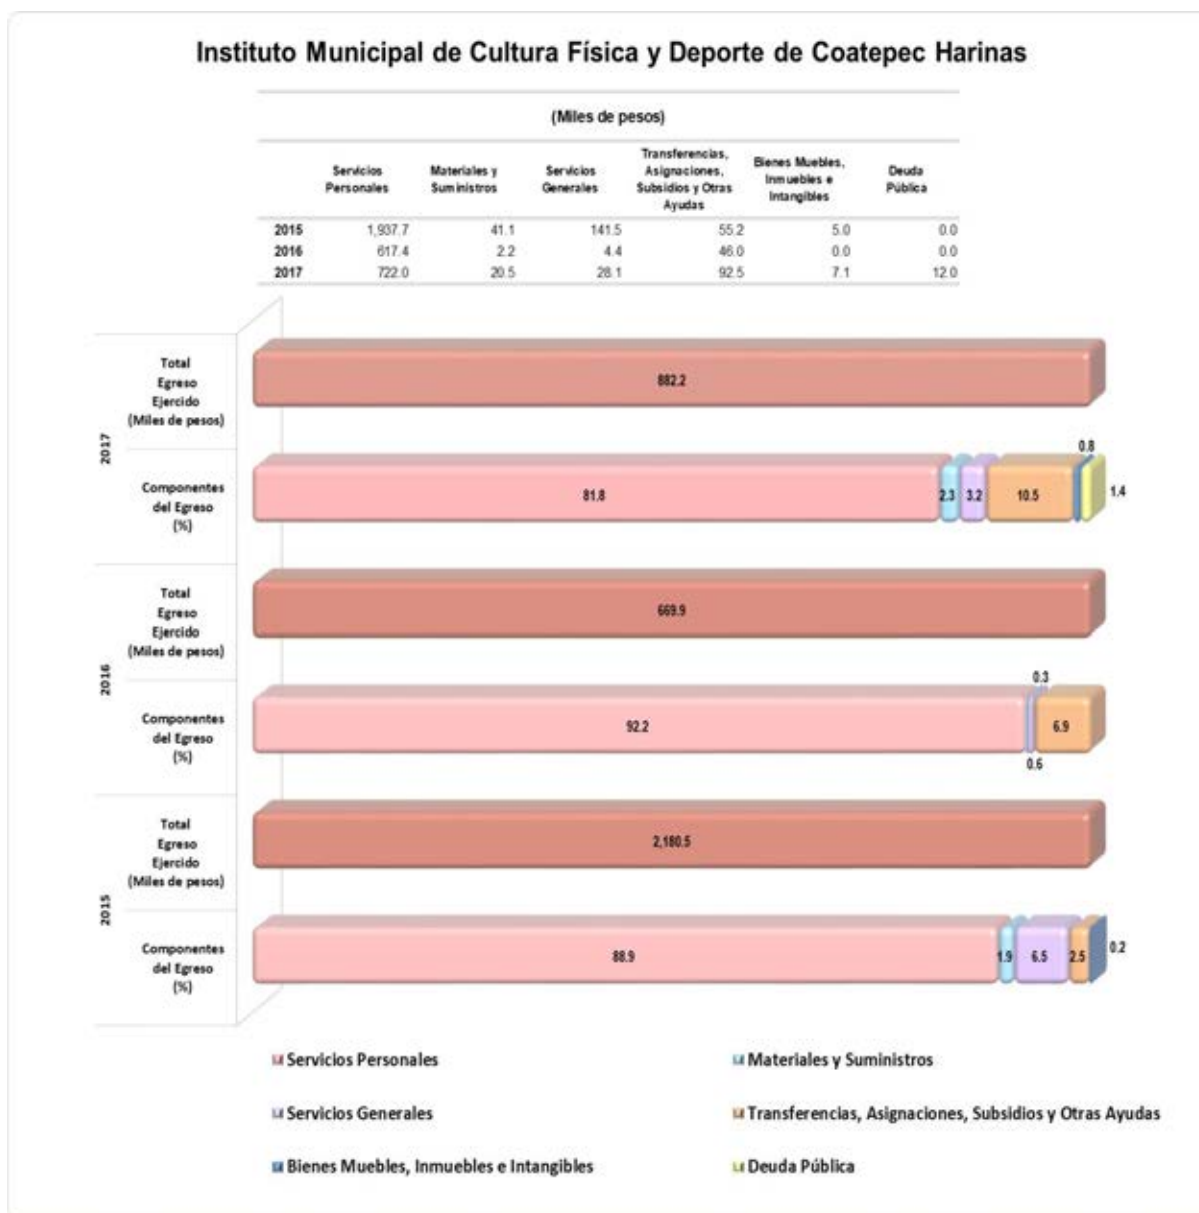 Instituto Municipal de Cultura Física y Deporte de Coatepec Harinas
(Miles de pesos)
Servicios Personales
Materiales y Suministros
Servicios Generales
Transferencias, Asignaciones, Subsidios y Otras Ayudas
Bienes Muebles, Inmuebles e Intangibles
Deuda Pública
2015 1,937.7 41.1 141.5 55.2 5.0 0.0
2016 617.4 2.2 4.4 46.0 0.0 0.0
2017 722.0 20.5 28.1 92.5 7.1 12.0
2017
Total
Egreso
Ejercido
(Miles de pesos)
882.2
Componentes
del Egreso
(%)
81.8 2.3 3.2 10.5 0.8 1.4
2016
Total
Egreso
Ejercido
(Miles de pesos)
669.9
Componentes
del Egreso
(%)
92.2 0.6 0.3 6.9
2015
Total
Egreso
Ejercido
(Miles de pesos)
2,180.5
Componentes
del Egreso
(%)
88.9 1.9 6.5 2.5 0.2
Servicios Personales
Materiales y Suministros
Servicios Generales
Transferencias, Asignaciones, Subsidios y Otras Ayudas
Bienes Muebles, Inmuebles e Intangibles
Deuda Pública